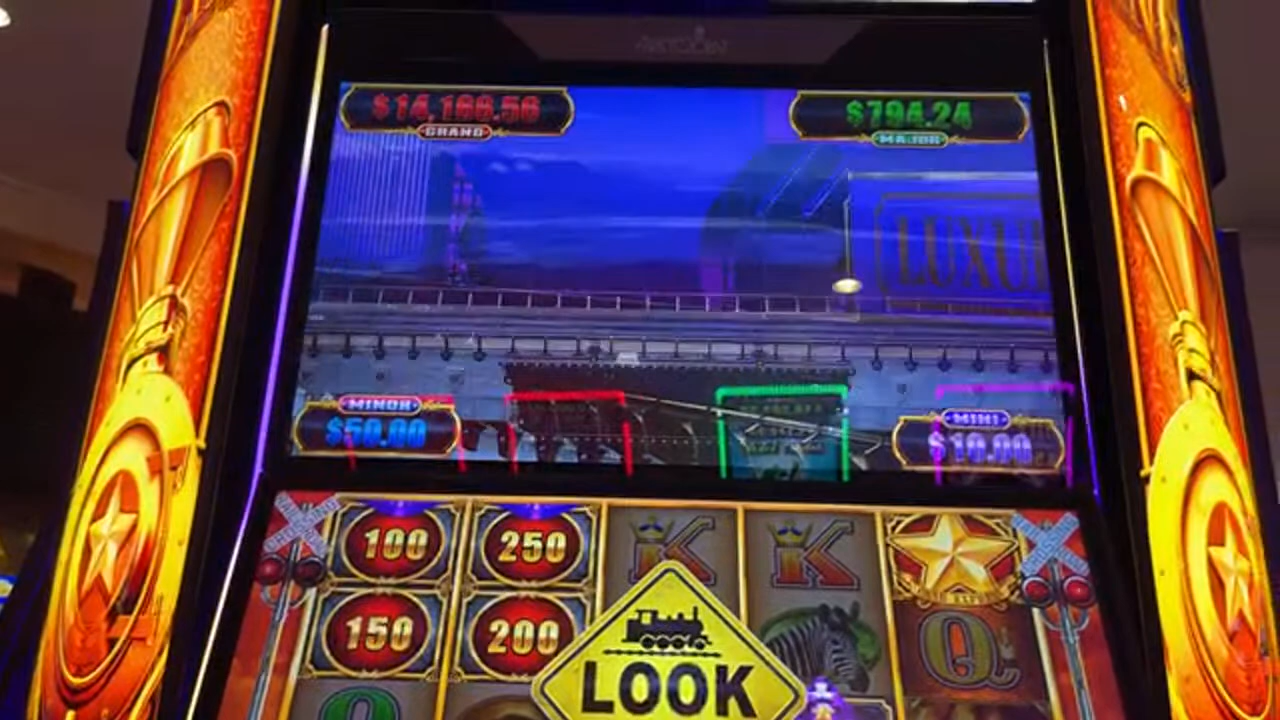 $14,166.56
GRAND
$794.24
MAJOR
LUXU
MINOR
$50.00
MINI
$10.00
100
250
K
K
150
200
Q
LOOK